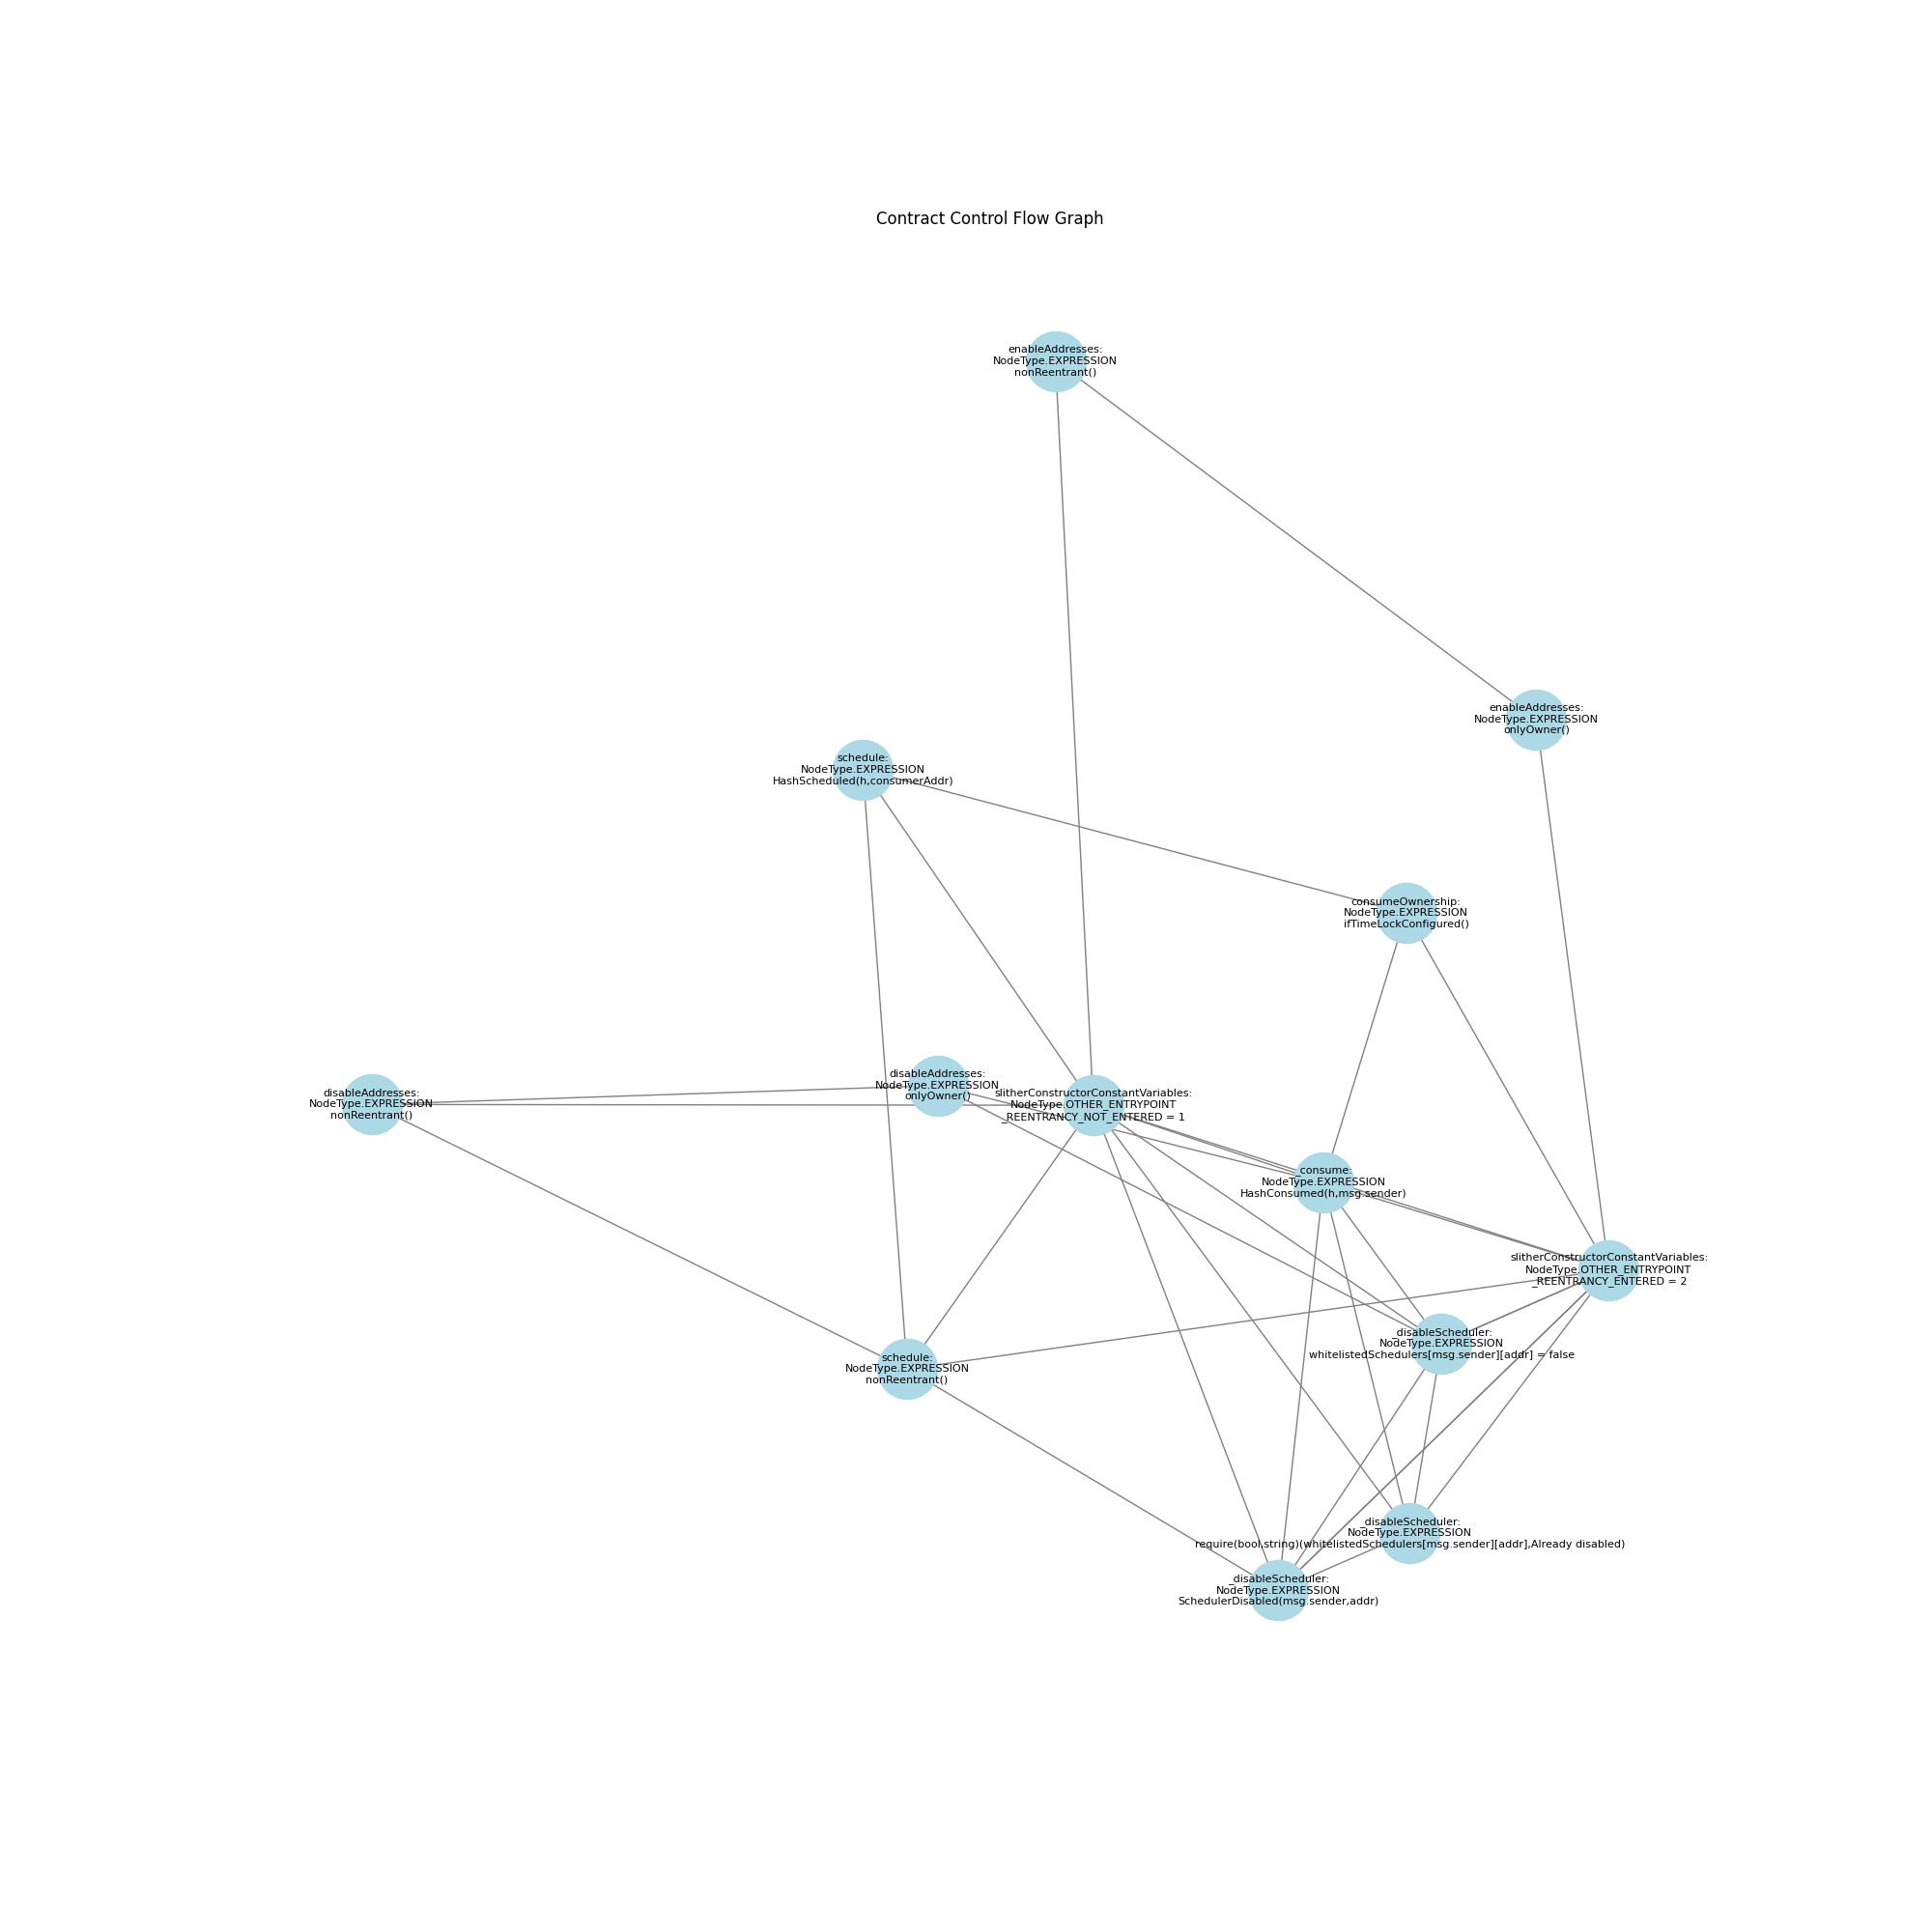 Contract Control Flow Graph
enableAddresses:
NodeType.EXPRESSION
nonReentrant()
enableAddresses:
NodeType.EXPRESSION
onlyOwner()
schedule:
NodeType.EXPRESSION
HashScheduled(h,consumerAddr)
consumeOwnership:
NodeType.EXPRESSION
ifTimeLockConfigured()
disableAddresses:
NodeType.EXPRESSION
nonReentrant()
disableAddresses:
NodeType.EXPRESSION
onlyOwner()
slitherConstructorConstantVariables:
NodeType.OTHER_ENTRYPOINT
_REENTRANCY_NOT_ENTERED = 1
_consume:
NodeType.EXPRESSION
HashConsumed(h,msg.sender)
slitherConstructorConstantVariables:
NodeType.OTHER_ENTRYPOINT
_REENTRANCY_ENTERED = 2
_disableScheduler:
NodeType.EXPRESSION
whitelistedSchedulers[msg.sender][addr] = false
schedule:
NodeType.EXPRESSION
nonReentrant()
_disableScheduler:
NodeType.EXPRESSION
require(bool,string)(whitelistedSchedulers[msg.sender][addr],Already disabled)
_disableScheduler:
NodeType.EXPRESSION
SchedulerDisabled(msg.sender,addr)